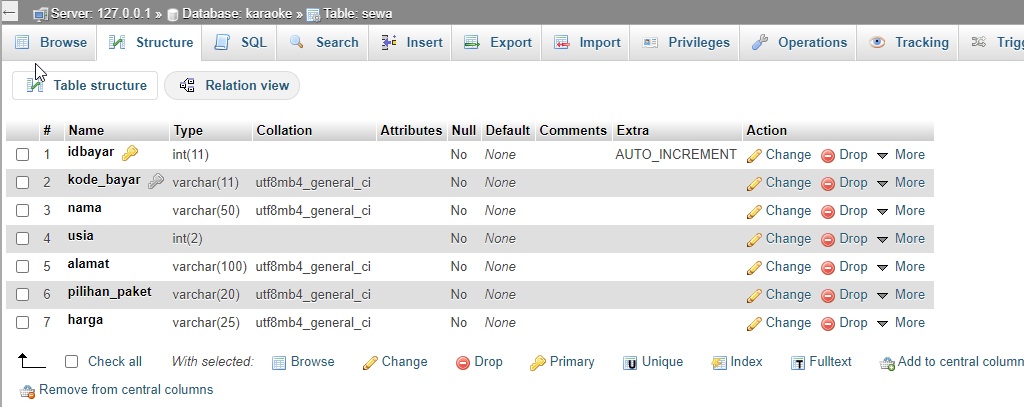 ← Server: 127.0.0.1 » Database: karaoke » Table: sewa
Browse Structure SQL Search Insert Export Import Privileges Operations Tracking Trigg
Table structure Relation view
# Name Type Collation Attributes Null Default Comments Extra Action
1 idbayar int(11) No None AUTO_INCREMENT Change Drop More
2 kode_bayar varchar(11) utf8mb4_general_ci No None Change Drop More
3 nama varchar(50) utf8mb4_general_ci No None Change Drop More
4 usia int(2) No None Change Drop More
5 alamat varchar(100) utf8mb4_general_ci No None Change Drop More
6 pilihan_paket varchar(20) utf8mb4_general_ci No None Change Drop More
7 harga varchar(25) utf8mb4_general_ci No None Change Drop More
Check all With selected: Browse Change Drop Primary Unique Index Fulltext Add to central column
Remove from central columns